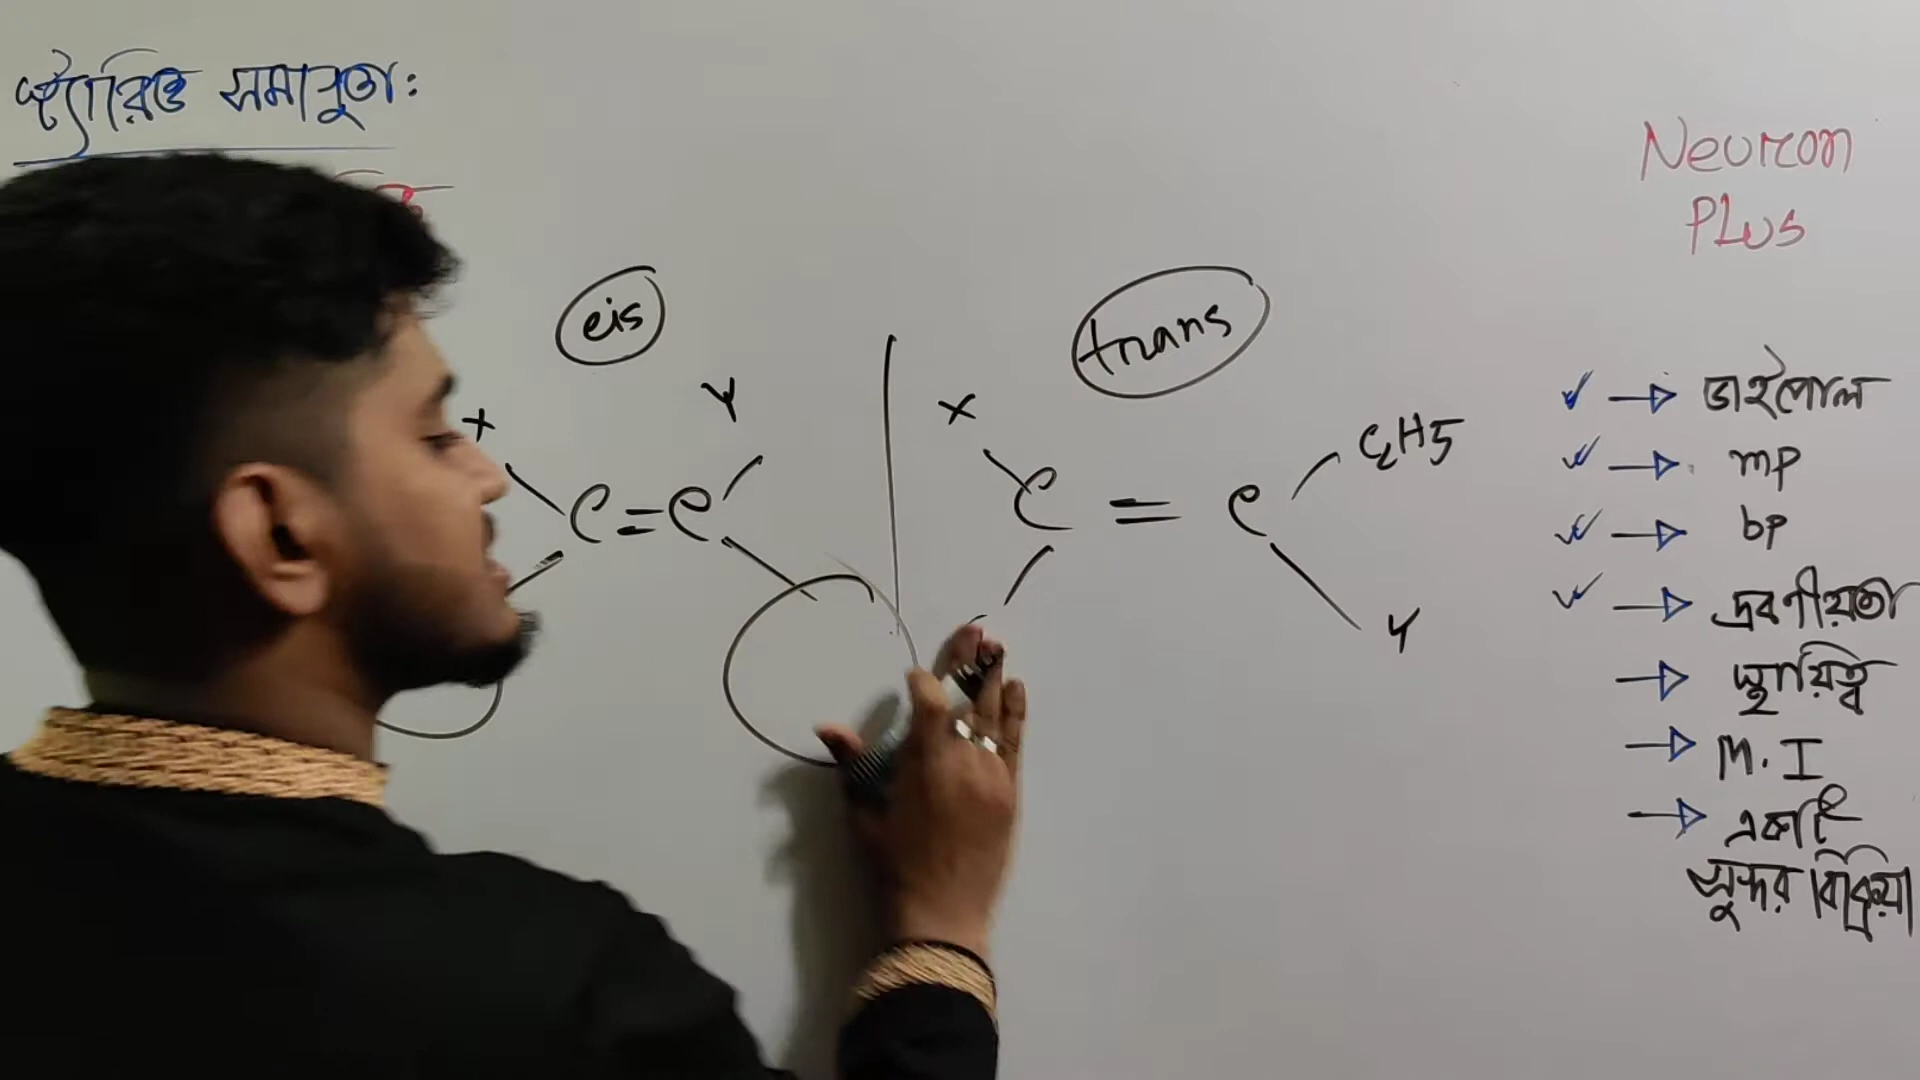 স্টেরিও সমাণুতা:
Neuron
Plus
cis
trans
X
Y
C=C
X
C = C
C2H5
Y
ডাইপোল
mp
bp
দ্রবণীয়তা
স্থায়িত্ব
M.I
একটি
সুন্দর বিক্রিয়া